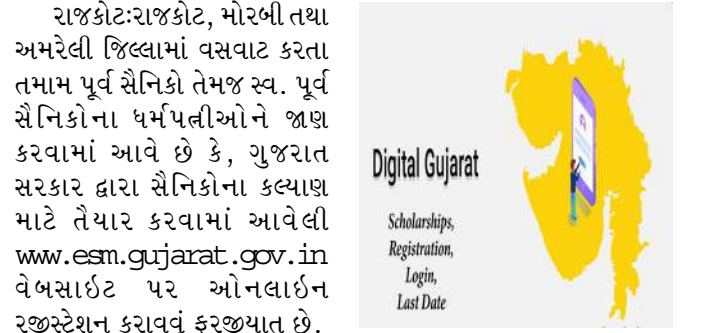 રાજકોટઃરાજકોટ, મોરબી તથા
અમરેલી જિલ્લામાં વસવાટ કરતા
તમામ પૂર્વ સૈનિકો તેમજ સ્વ. પૂર્વ
સૈનિકોના ધર્મપત્નીઓને જાણ
કરવામાં આવે છે કે, ગુજરાત
સરકાર દ્વારા સૈનિકોના કલ્યાણ
માટે તૈયાર કરવામાં આવેલી
www.esm.gujarat.gov.in
વેબસાઇટ પર ઓનલાઇન
રજીસ્ટેશન કરાવવું ફરજીયાત છે.
Digital Gujarat
Scholarships,
Registration,
Login,
Last Date